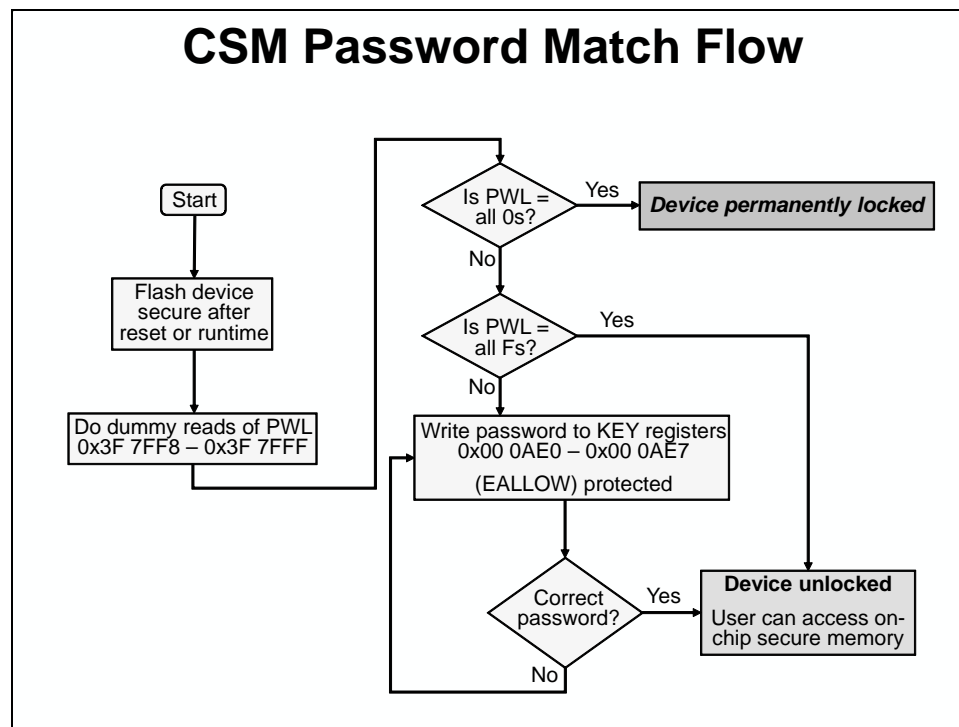 CSM Password Match Flow
Start
Flash device
secure after
reset or runtime
Do dummy reads of PWL
0x3F 7FF8 – 0x3F 7FFF
Is PWL =
all 0s?
Yes
Device permanently locked
No
Is PWL =
all Fs?
Yes
No
Write password to KEY registers
0x00 0AE0 – 0x00 0AE7
(EALLOW) protected
Correct
password?
Yes
No
Device unlocked
User can access on-
chip secure memory